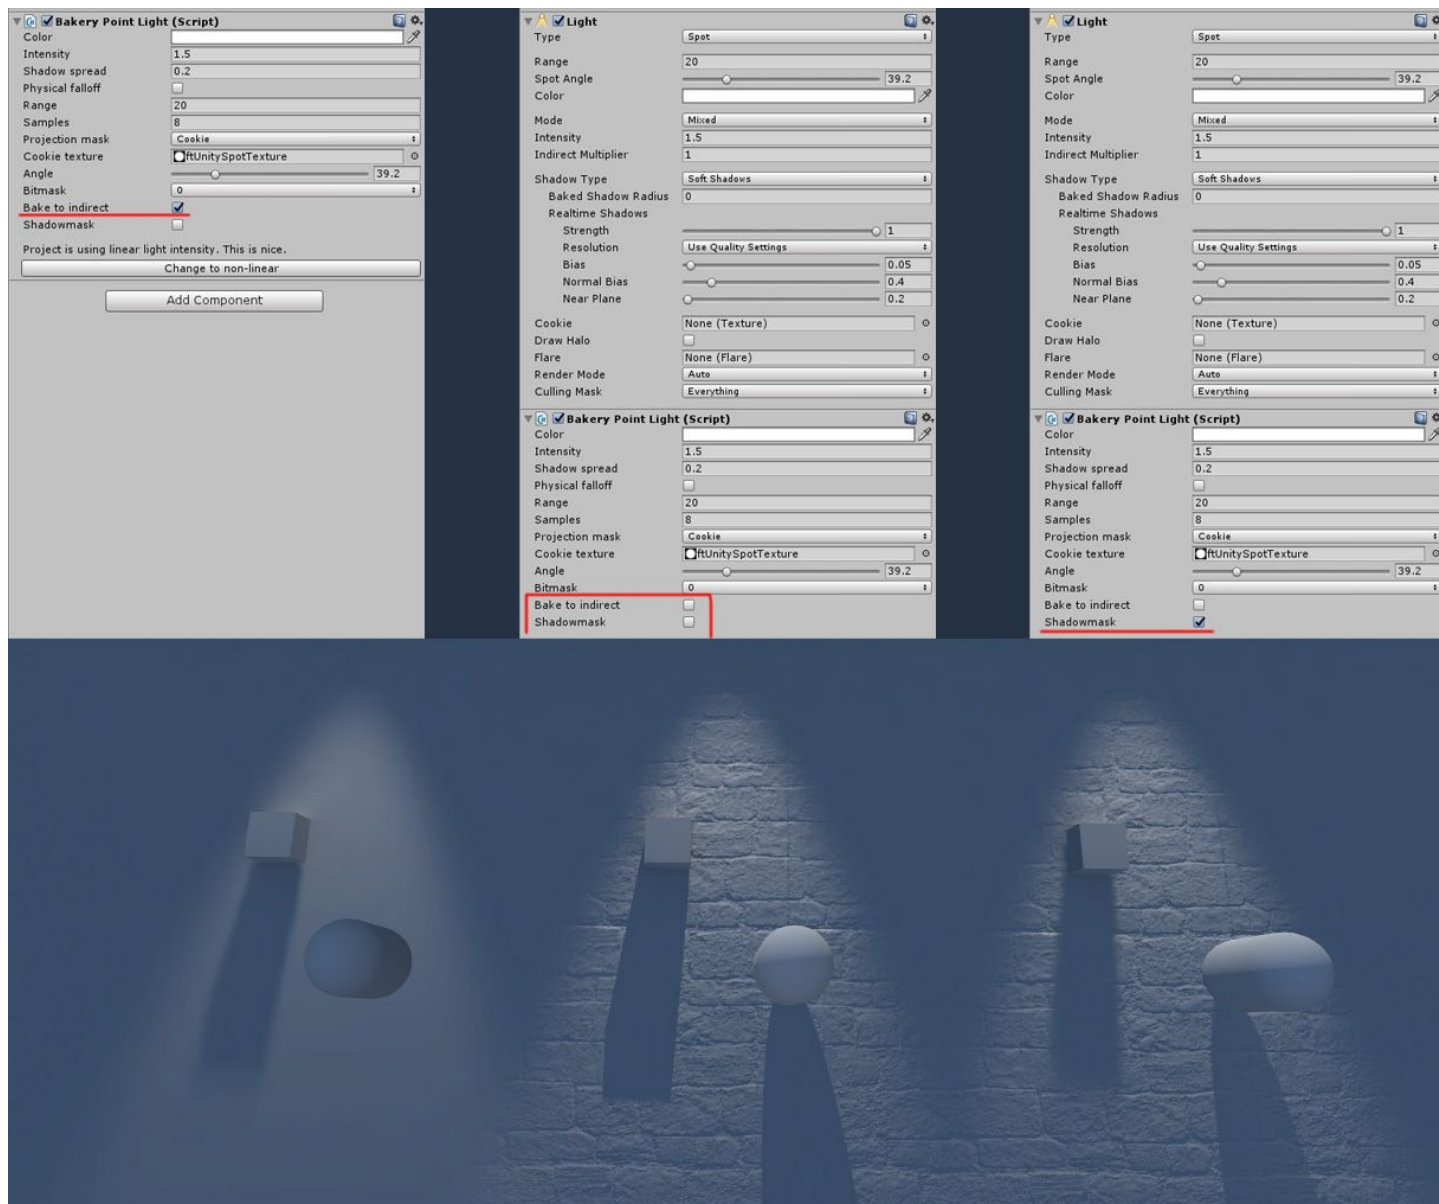 Bakery Point Light (Script)
Color
Intensity 1.5
Shadow spread 0.2
Physical falloff
Range 20
Samples 8
Projection mask Cookie
Cookie texture ftUnitySpotTexture
Angle 39.2
Bitmask 0
Bake to indirect
Shadowmask
Project is using linear light intensity. This is nice.
Change to non-linear
Add Component
Light
Type Spot
Range 20
Spot Angle 39.2
Color
Mode Mixed
Intensity 1.5
Indirect Multiplier 1
Shadow Type Soft Shadows
Baked Shadow Radius 0
Realtime Shadows
Strength 1
Resolution Use Quality Settings
Bias 0.05
Normal Bias 0.4
Near Plane 0.2
Cookie None (Texture)
Draw Halo
Flare None (Flare)
Render Mode Auto
Culling Mask Everything
Bakery Point Light (Script)
Color
Intensity 1.5
Shadow spread 0.2
Physical falloff
Range 20
Samples 8
Projection mask Cookie
Cookie texture ftUnitySpotTexture
Angle 39.2
Bitmask 0
Bake to indirect
Shadowmask
Light
Type Spot
Range 20
Spot Angle 39.2
Color
Mode Mixed
Intensity 1.5
Indirect Multiplier 1
Shadow Type Soft Shadows
Baked Shadow Radius 0
Realtime Shadows
Strength 1
Resolution Use Quality Settings
Bias 0.05
Normal Bias 0.4
Near Plane 0.2
Cookie None (Texture)
Draw Halo
Flare None (Flare)
Render Mode Auto
Culling Mask Everything
Bakery Point Light (Script)
Color
Intensity 1.5
Shadow spread 0.2
Physical falloff
Range 20
Samples 8
Projection mask Cookie
Cookie texture ftUnitySpotTexture
Angle 39.2
Bitmask 0
Bake to indirect
Shadowmask